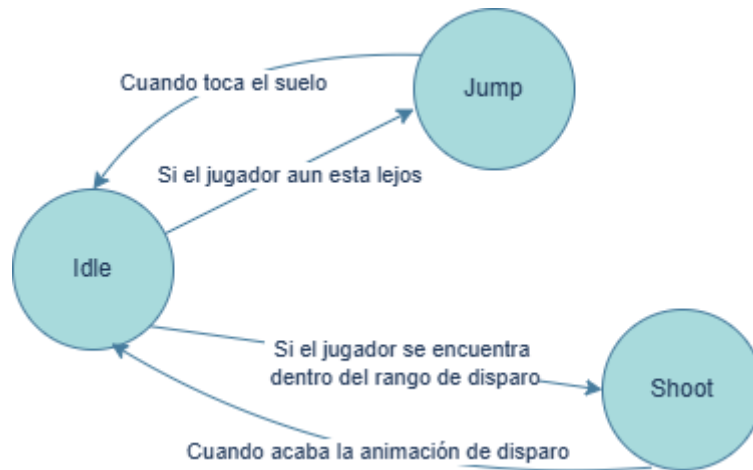 Jump
Cuando toca el suelo
Si el jugador aun esta lejos
Idle
Si el jugador se encuentra
dentro del rango de disparo
Shoot
Cuando acaba la animación de disparo